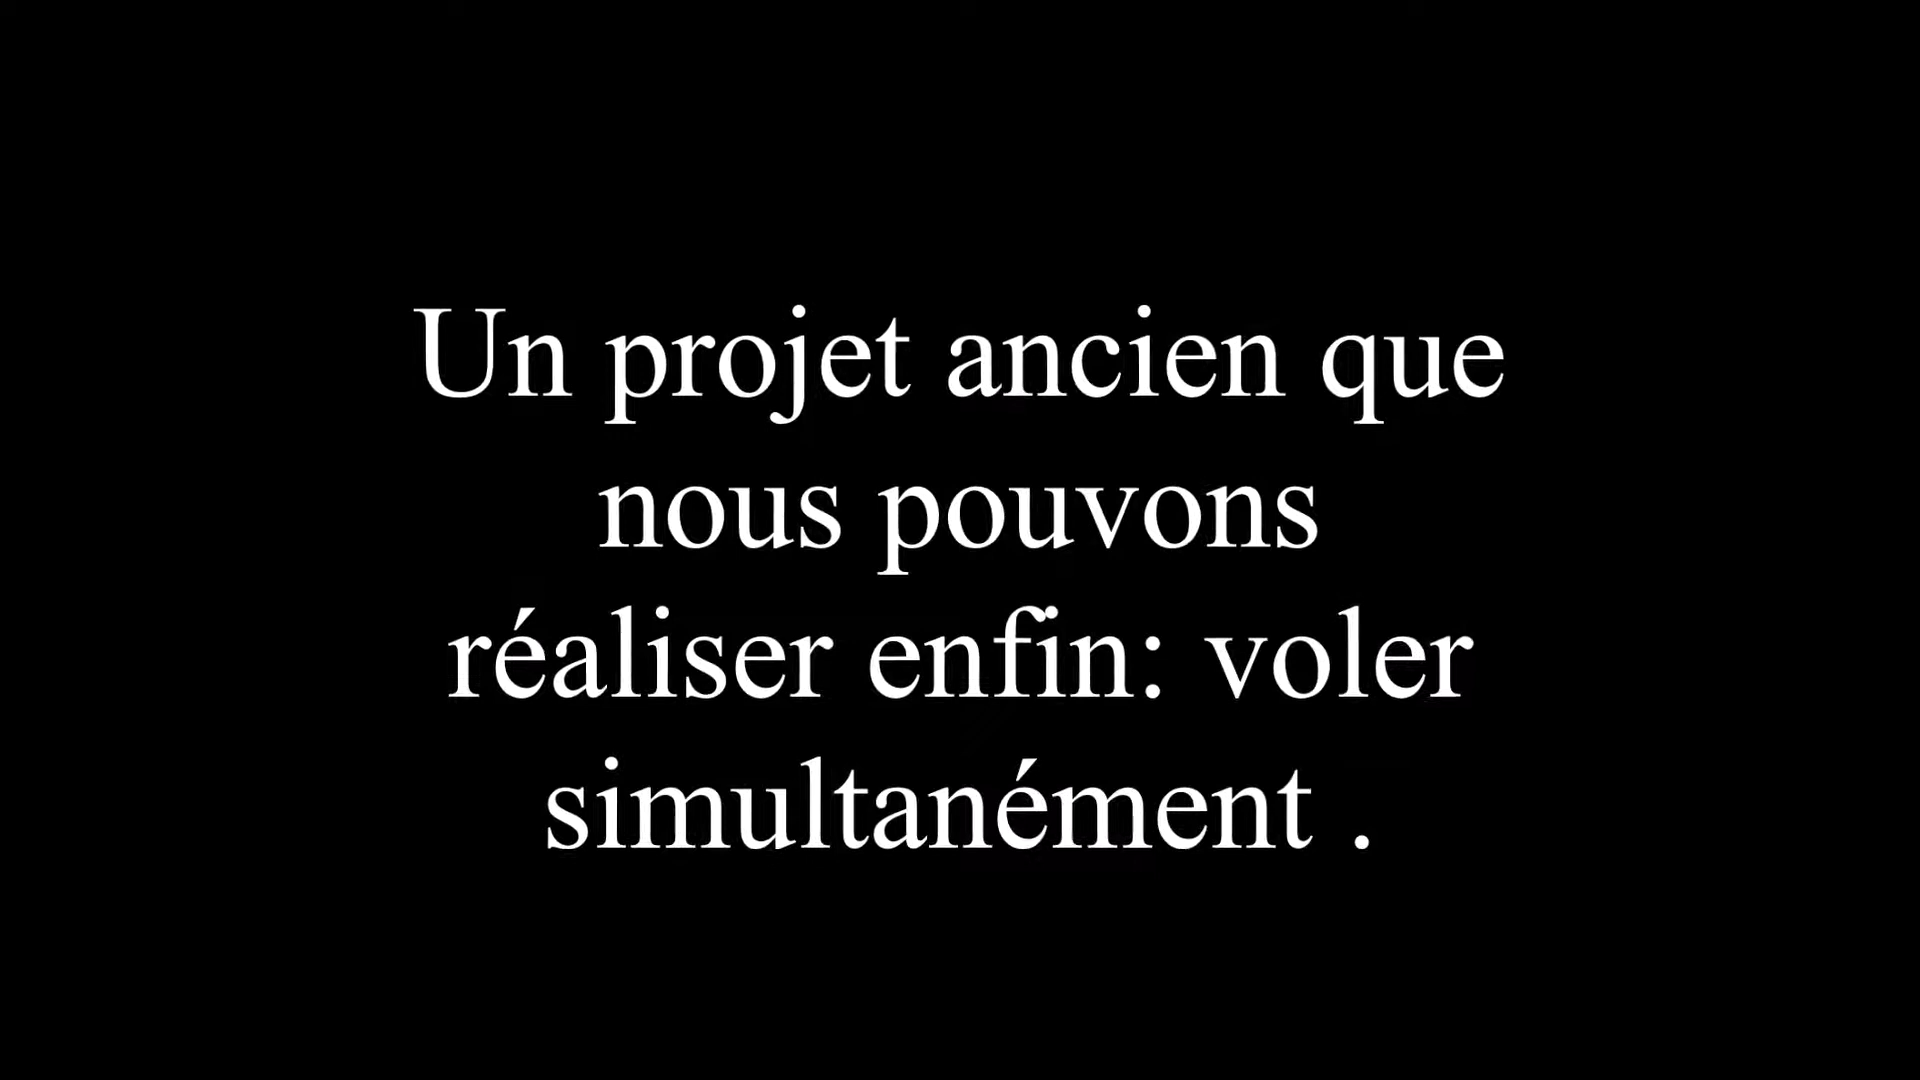 Un projet ancien que
nous pouvons
réaliser enfin: voler
simultanément .